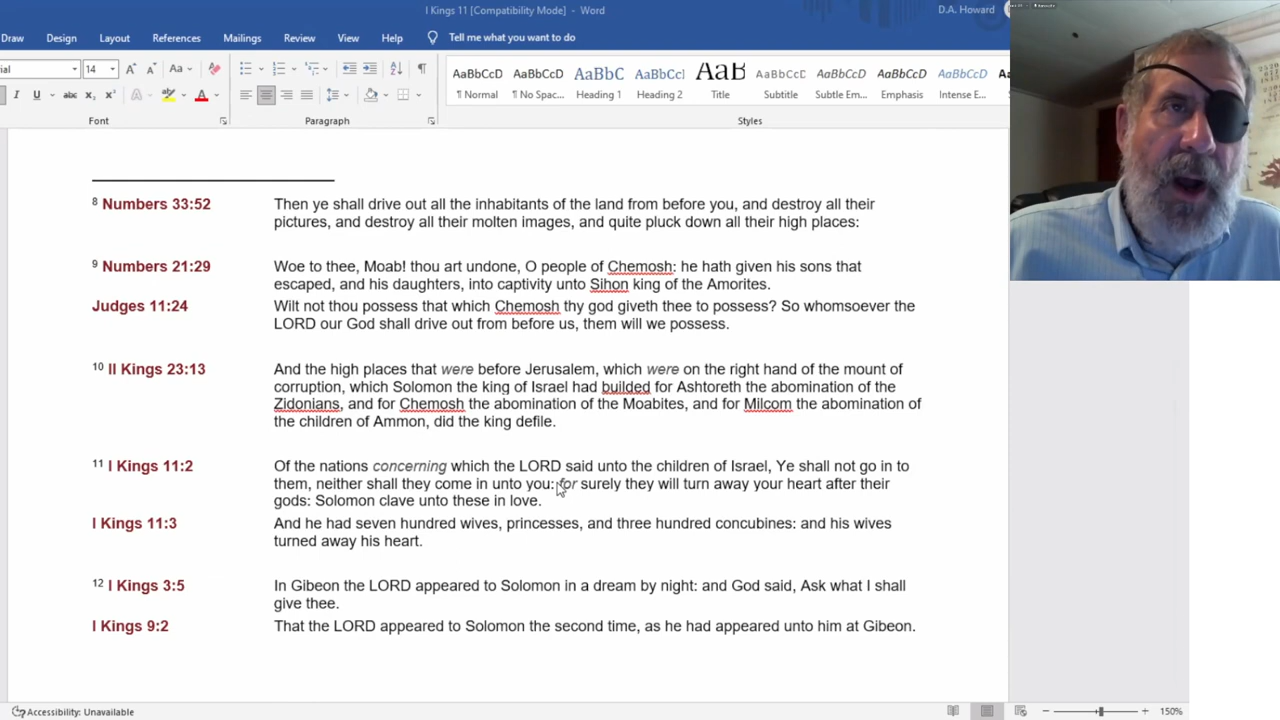 I Kings 11 [Compatibility Mode] - Word
D.A. Howard
Draw Design Layout References Mailings Review View Help Tell me what you want to do
ial 14 A A Aa
I U abc x₂ x² A A
AaBbCcD AaBbCcD AaBbC AaBbCcI AaB AaBbCcD AaBbCcD AaBbCcD AaBbCcD
¶ Normal ¶ No Spac... Heading 1 Heading 2 Title Subtitle Subtle Em... Emphasis Intense E...
Font Paragraph Styles
8 Numbers 33:52 Then ye shall drive out all the inhabitants of the land from before you, and destroy all their
pictures, and destroy all their molten images, and quite pluck down all their high places:
9 Numbers 21:29 Woe to thee, Moab! thou art undone, O people of Chemosh: he hath given his sons that
escaped, and his daughters, into captivity unto Sihon king of the Amorites.
Judges 11:24 Wilt not thou possess that which Chemosh thy god giveth thee to possess? So whomsoever the
LORD our God shall drive out from before us, them will we possess.
10 II Kings 23:13 And the high places that were before Jerusalem, which were on the right hand of the mount of
corruption, which Solomon the king of Israel had builded for Ashtoreth the abomination of the
Zidonians, and for Chemosh the abomination of the Moabites, and for Milcom the abomination of
the children of Ammon, did the king defile.
11 I Kings 11:2 Of the nations concerning which the LORD said unto the children of Israel, Ye shall not go in to
them, neither shall they come in unto you: for surely they will turn away your heart after their
gods: Solomon clave unto these in love.
I Kings 11:3 And he had seven hundred wives, princesses, and three hundred concubines: and his wives
turned away his heart.
12 I Kings 3:5 In Gibeon the LORD appeared to Solomon in a dream by night: and God said, Ask what I shall
give thee.
I Kings 9:2 That the LORD appeared to Solomon the second time, as he had appeared unto him at Gibeon.
Accessibility: Unavailable
150%